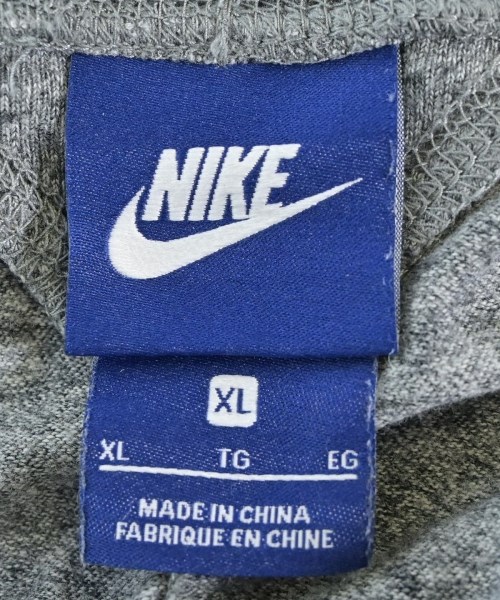 NIKE
XL
XL TG EG
MADE IN CHINA
FABRIQUE EN CHINE